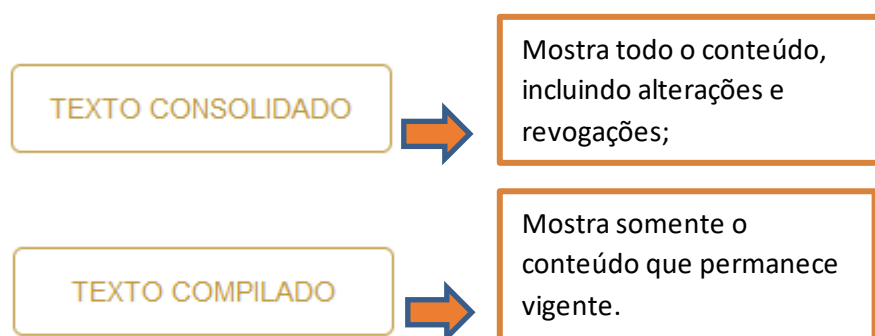 TEXTO CONSOLIDADO
Mostra todo o conteúdo,
incluindo alterações e
revogações;
TEXTO COMPILADO
Mostra somente o
conteúdo que permanece
vigente.